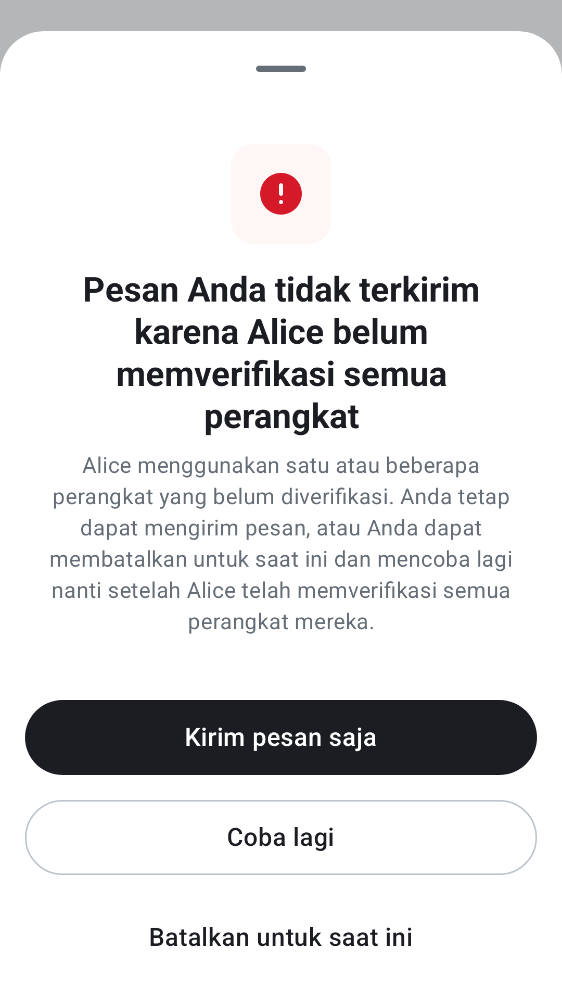 Pesan Anda tidak terkirim
karena Alice belum
memverifikasi semua
perangkat
Alice menggunakan satu atau beberapa
perangkat yang belum diverifikasi. Anda tetap
dapat mengirim pesan, atau Anda dapat
membatalkan untuk saat ini dan mencoba lagi
nanti setelah Alice telah memverifikasi semua
perangkat mereka.
Kirim pesan saja
Coba lagi
Batalkan untuk saat ini